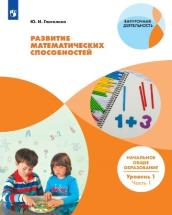 ВНЕУРОЧНАЯ
ДЕЯТЕЛЬНОСТЬ
Ю. И. Глаголева
РАЗВИТИЕ
МАТЕМАТИЧЕСКИХ
СПОСОБНОСТЕЙ
1+3
НАЧАЛЬНОЕ
ОБЩЕЕ
ОБРАЗОВАНИЕ
Уровень 1
Часть 1